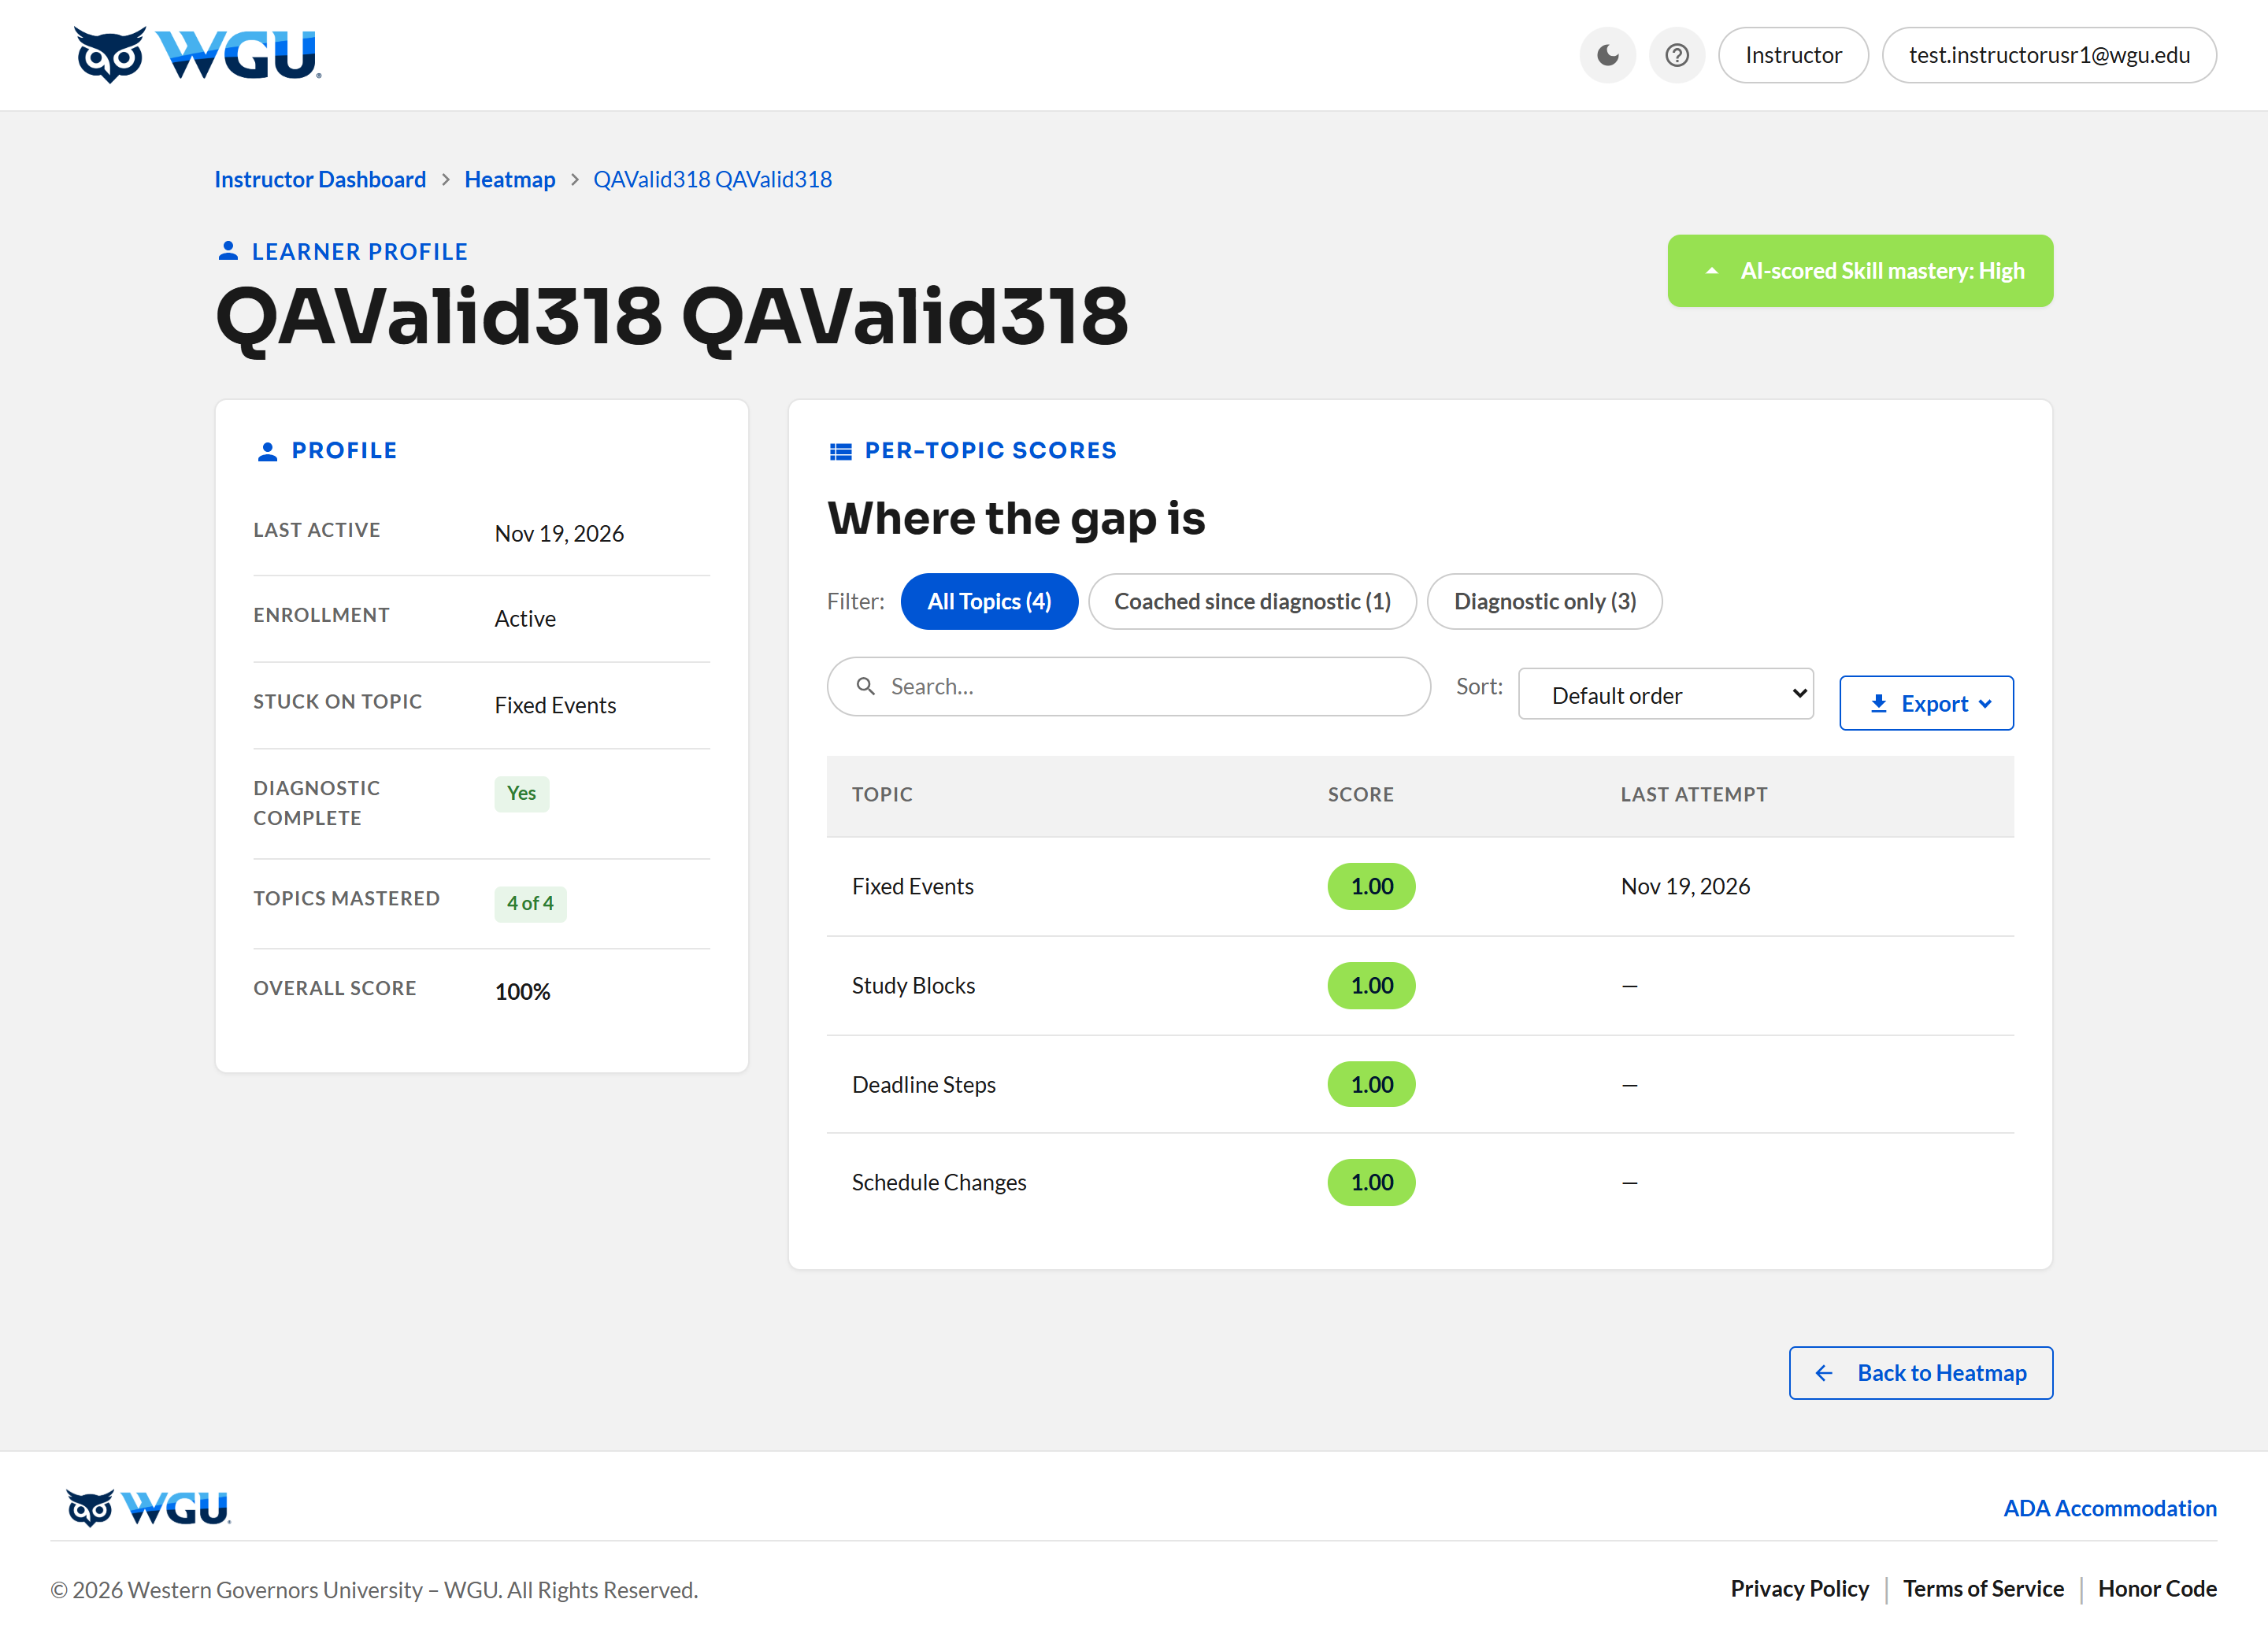 WGU
Instructor
test.instructorusr1@wgu.edu
Instructor Dashboard > Heatmap > QAValid318 QAValid318
LEARNER PROFILE
QAValid318 QAValid318
AI-scored Skill mastery: High
PROFILE
LAST ACTIVE Nov 19, 2026
ENROLLMENT Active
STUCK ON TOPIC Fixed Events
DIAGNOSTIC COMPLETE Yes
TOPICS MASTERED 4 of 4
OVERALL SCORE 100%
PER-TOPIC SCORES
Where the gap is
Filter: All Topics (4) Coached since diagnostic (1) Diagnostic only (3)
Search... Sort: Default order Export
TOPIC SCORE LAST ATTEMPT
Fixed Events 1.00 Nov 19, 2026
Study Blocks 1.00 —
Deadline Steps 1.00 —
Schedule Changes 1.00 —
Back to Heatmap
WGU
ADA Accommodation
© 2026 Western Governors University – WGU. All Rights Reserved.
Privacy Policy | Terms of Service | Honor Code